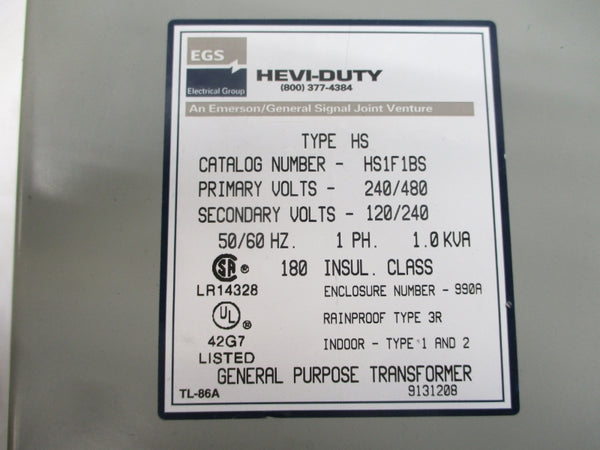 EGS
Electrical Group
HEVI-DUTY
(800) 377-4384
An Emerson/General Signal Joint Venture
TYPE HS
CATALOG NUMBER - HS1F1BS
PRIMARY VOLTS - 240/480
SECONDARY VOLTS - 120/240
50/60 HZ. 1 PH. 1.0 KVA
SA ® 180 INSUL. CLASS
LR14328 ENCLOSURE NUMBER - 990A
UL ® RAINPROOF TYPE 3R
42G7 INDOOR - TYPE 1 AND 2
LISTED
GENERAL PURPOSE TRANSFORMER
TL-86A 9131208